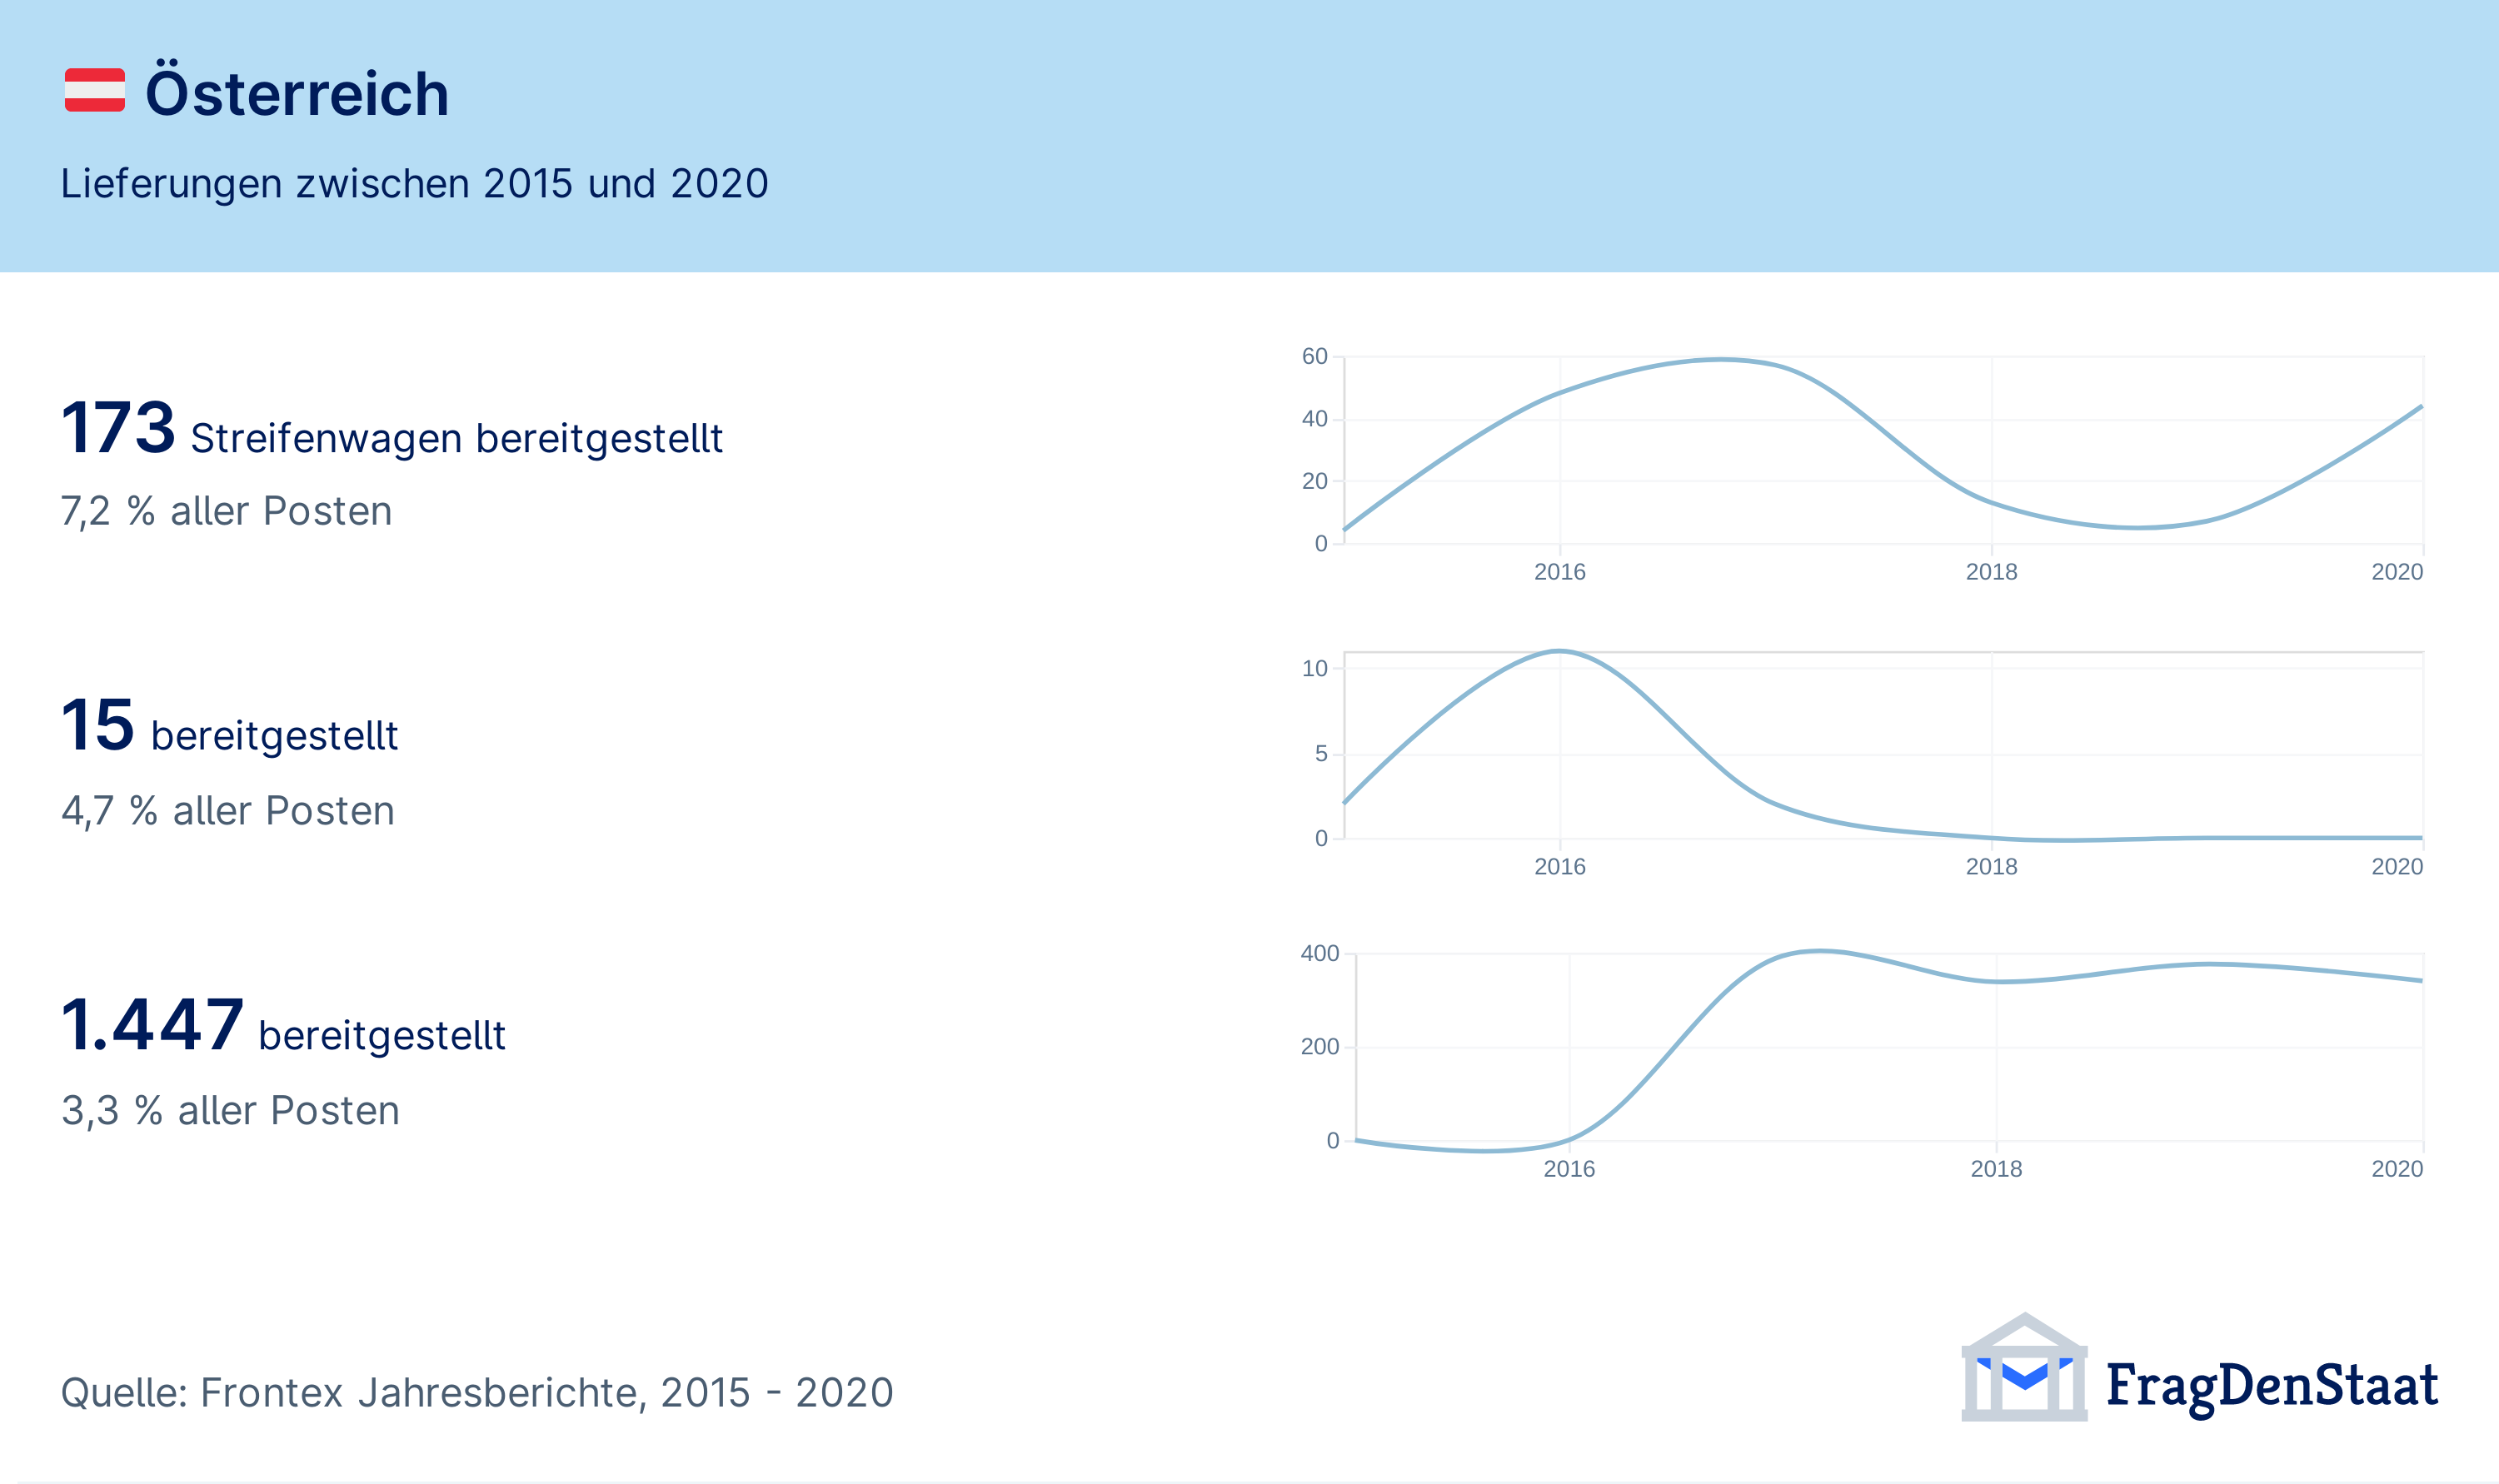 Österreich
Lieferungen zwischen 2015 und 2020
173 Streifenwagen bereitgestellt
7,2 % aller Posten
60
40
20
0
2016 2018 2020
15 bereitgestellt
4,7 % aller Posten
10
5
0
2016 2018 2020
1.447 bereitgestellt
3,3 % aller Posten
400
200
0
2016 2018 2020
Quelle: Frontex Jahresberichte, 2015 - 2020
FragDenStaat